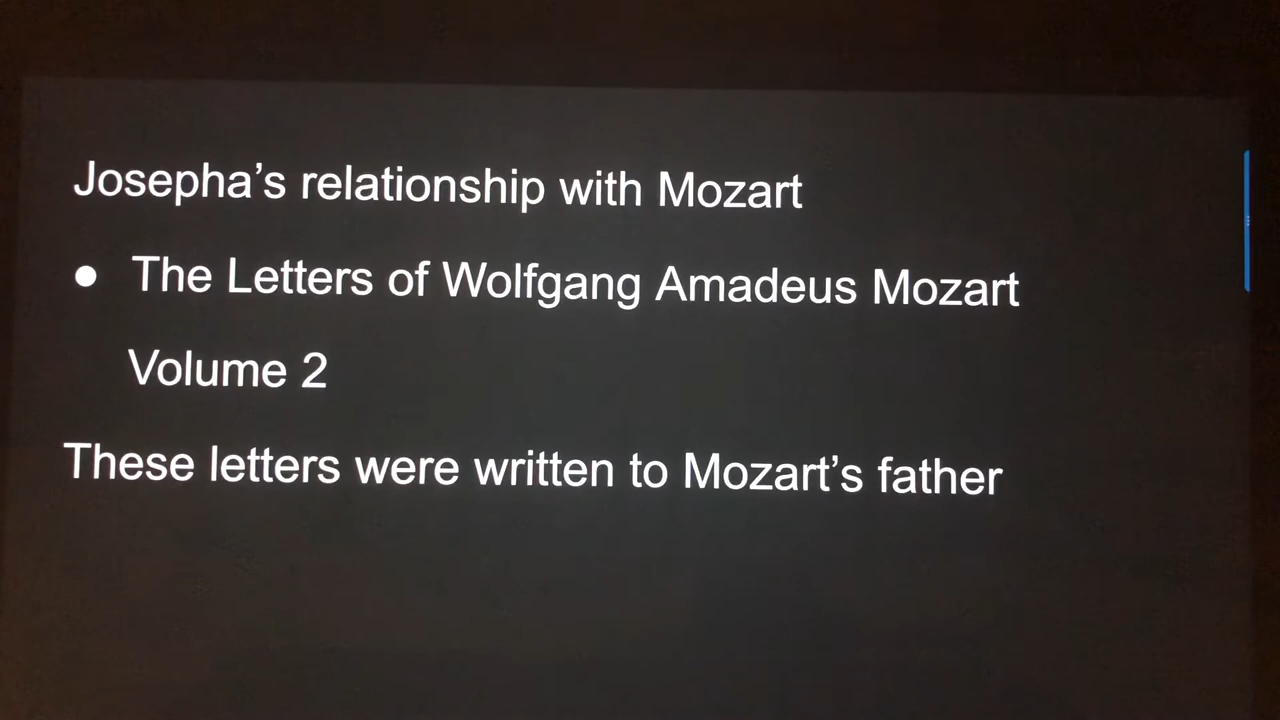 Josepha’s relationship with Mozart
● The Letters of Wolfgang Amadeus Mozart
Volume 2
These letters were written to Mozart’s father